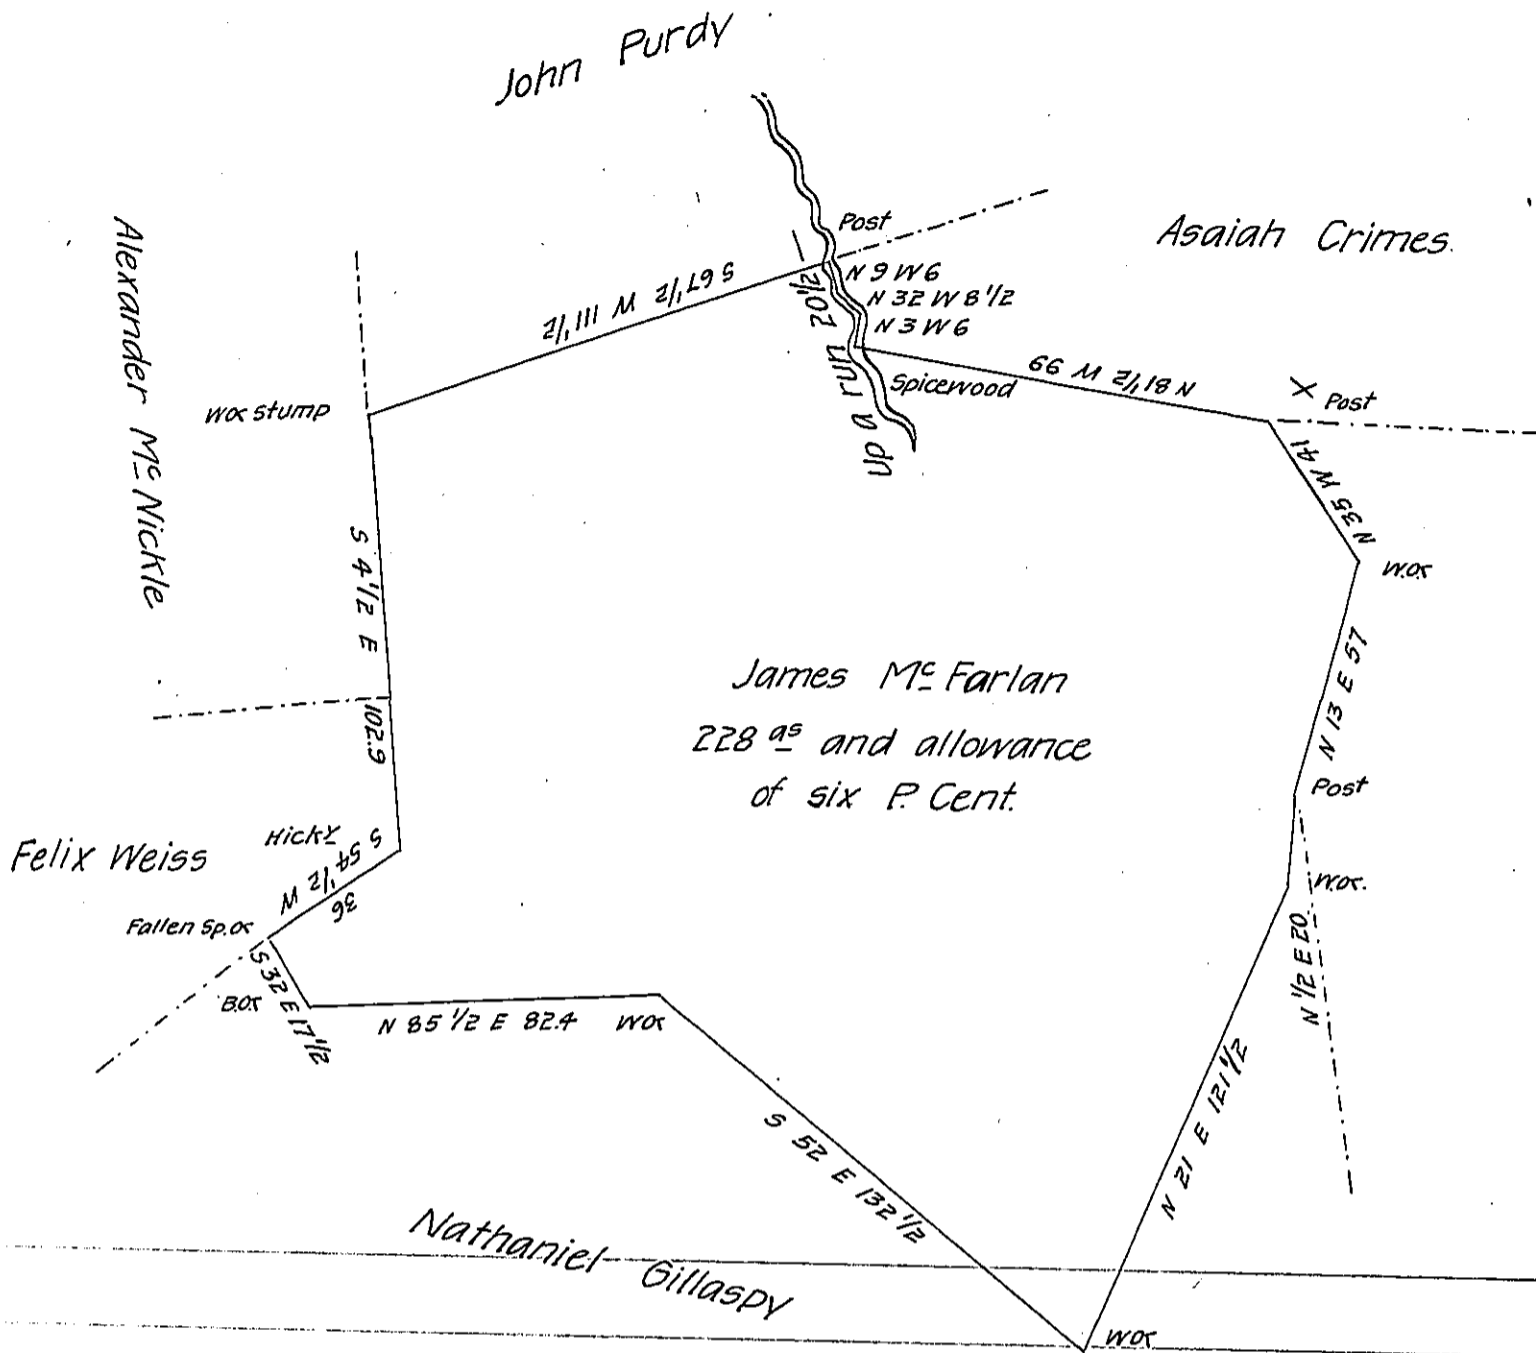 John Purdy
Alexander Mc Nickle
Asaiah Crimes.
Post
N 9 W 6
N 32 W 8 1/2
N 3 W 6
up a run 20 1/2
S 67 1/2 W 111 1/2
Spicewood
N 81 1/2 W 99
X Post
N 35 W 41
wo stump
S 4 1/2 E
102.9
W.O.
N 13 E 57
James Mc Farlan
228 as and allowance
of six P. Cent.
Post
Felix Weiss
Hicky
S 54 1/2 W
36
W.O.
Fallen Sp. o
N 1/2 E 20
S 32 E 17 1/2
B.O
N 85 1/2 E 82.4
WO
S 52 E 132 1/2
N 21 E 121 1/2
Nathaniel Gillaspy
WO